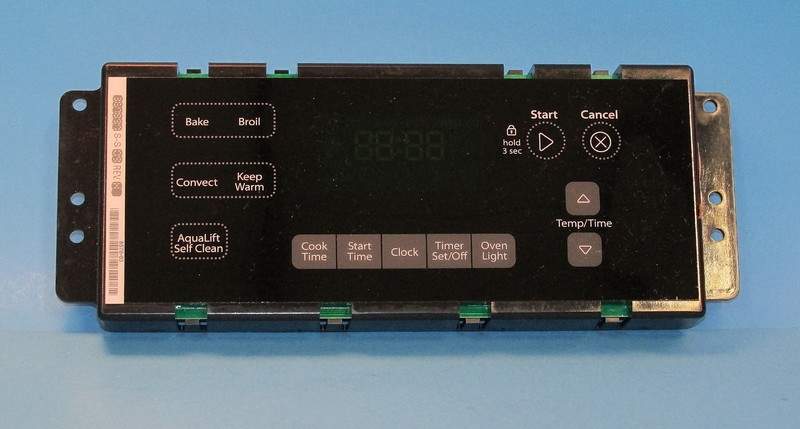 Bake
Broil
Convect
Keep
Warm
AquaLift
Self Clean
Cook
Time
Start
Time
Clock
Timer
Set/Off
Oven
Light
hold
3 sec
Start
Cancel
Temp/Time
REV.